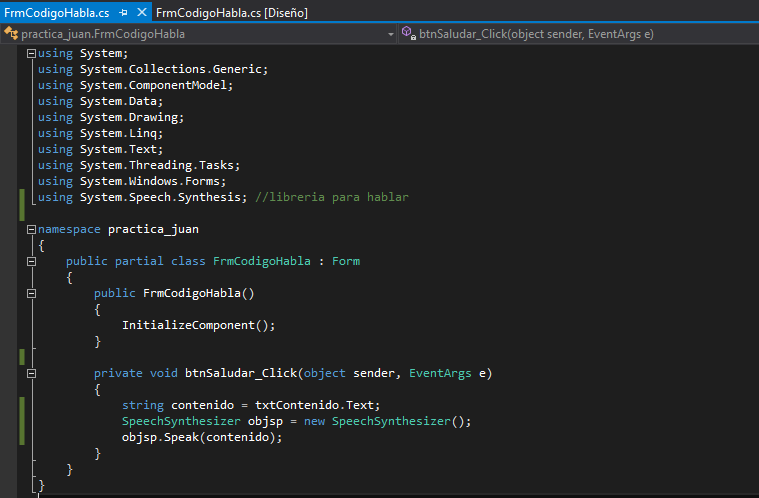 FrmCodigoHabla.cs FrmCodigoHabla.cs [Diseño]
practica_juan.FrmCodigoHabla btnSaludar_Click(object sender, EventArgs e)
using System;
using System.Collections.Generic;
using System.ComponentModel;
using System.Data;
using System.Drawing;
using System.Linq;
using System.Text;
using System.Threading.Tasks;
using System.Windows.Forms;
using System.Speech.Synthesis; //libreria para hablar
namespace practica_juan
{
public partial class FrmCodigoHabla : Form
{
public FrmCodigoHabla()
{
InitializeComponent();
}
private void btnSaludar_Click(object sender, EventArgs e)
{
string contenido = txtContenido.Text;
SpeechSynthesizer objsp = new SpeechSynthesizer();
objsp.Speak(contenido);
}
}
}